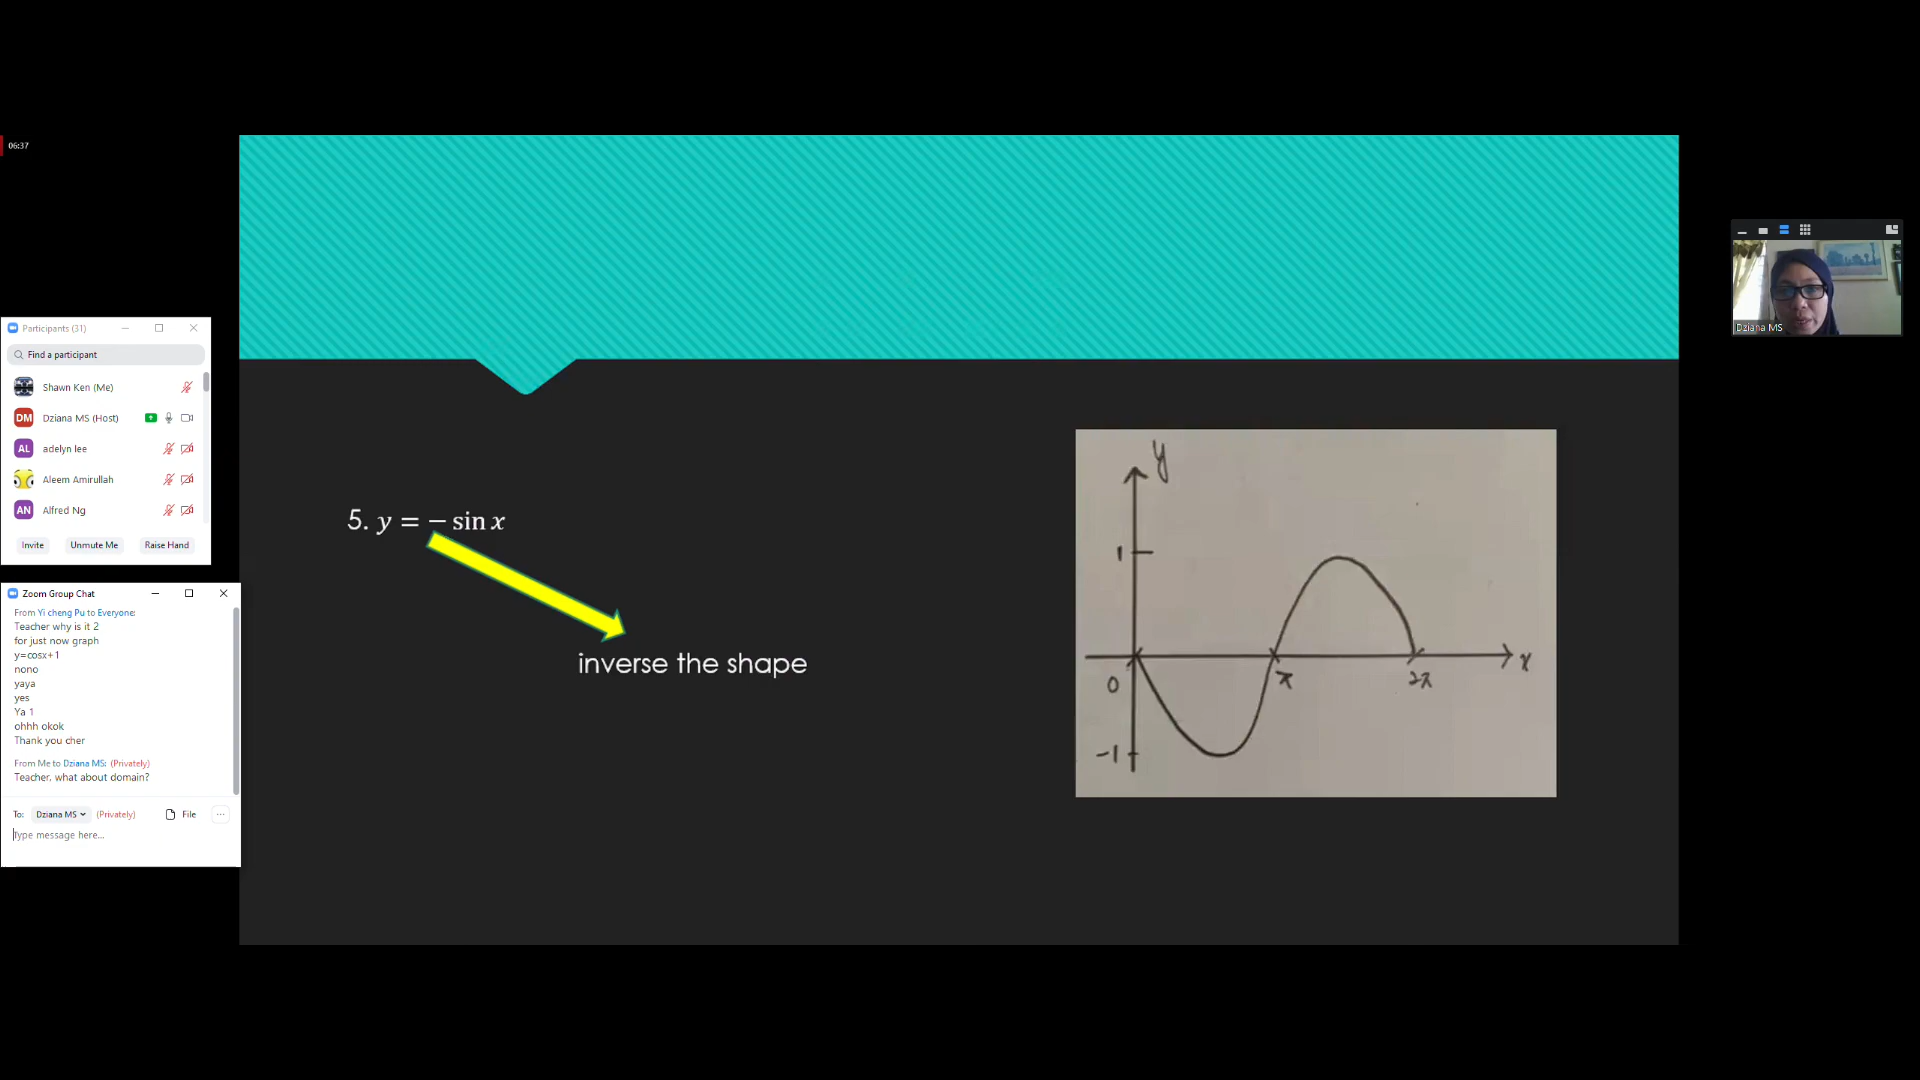 06:37
Participants (31)
Find a participant
Shawn Ken (Me)
DM Dziana MS (Host)
AL adelyn lee
Aleem Amirullah
AN Alfred Ng
Invite Unmute Me Raise Hand
Zoom Group Chat
From Yi cheng Pu to Everyone:
Teacher why is it 2
for just now graph
y=cosx+1
nono
yaya
yes
Ya 1
ohhh okok
Thank you cher
From Me to Dziana MS: (Privately)
Teacher, what about domain?
To: Dziana MS (Privately) File ...
Type message here...
5. y = − sin x
inverse the shape
y
1
0 π 2π x
-1
Dziana MS